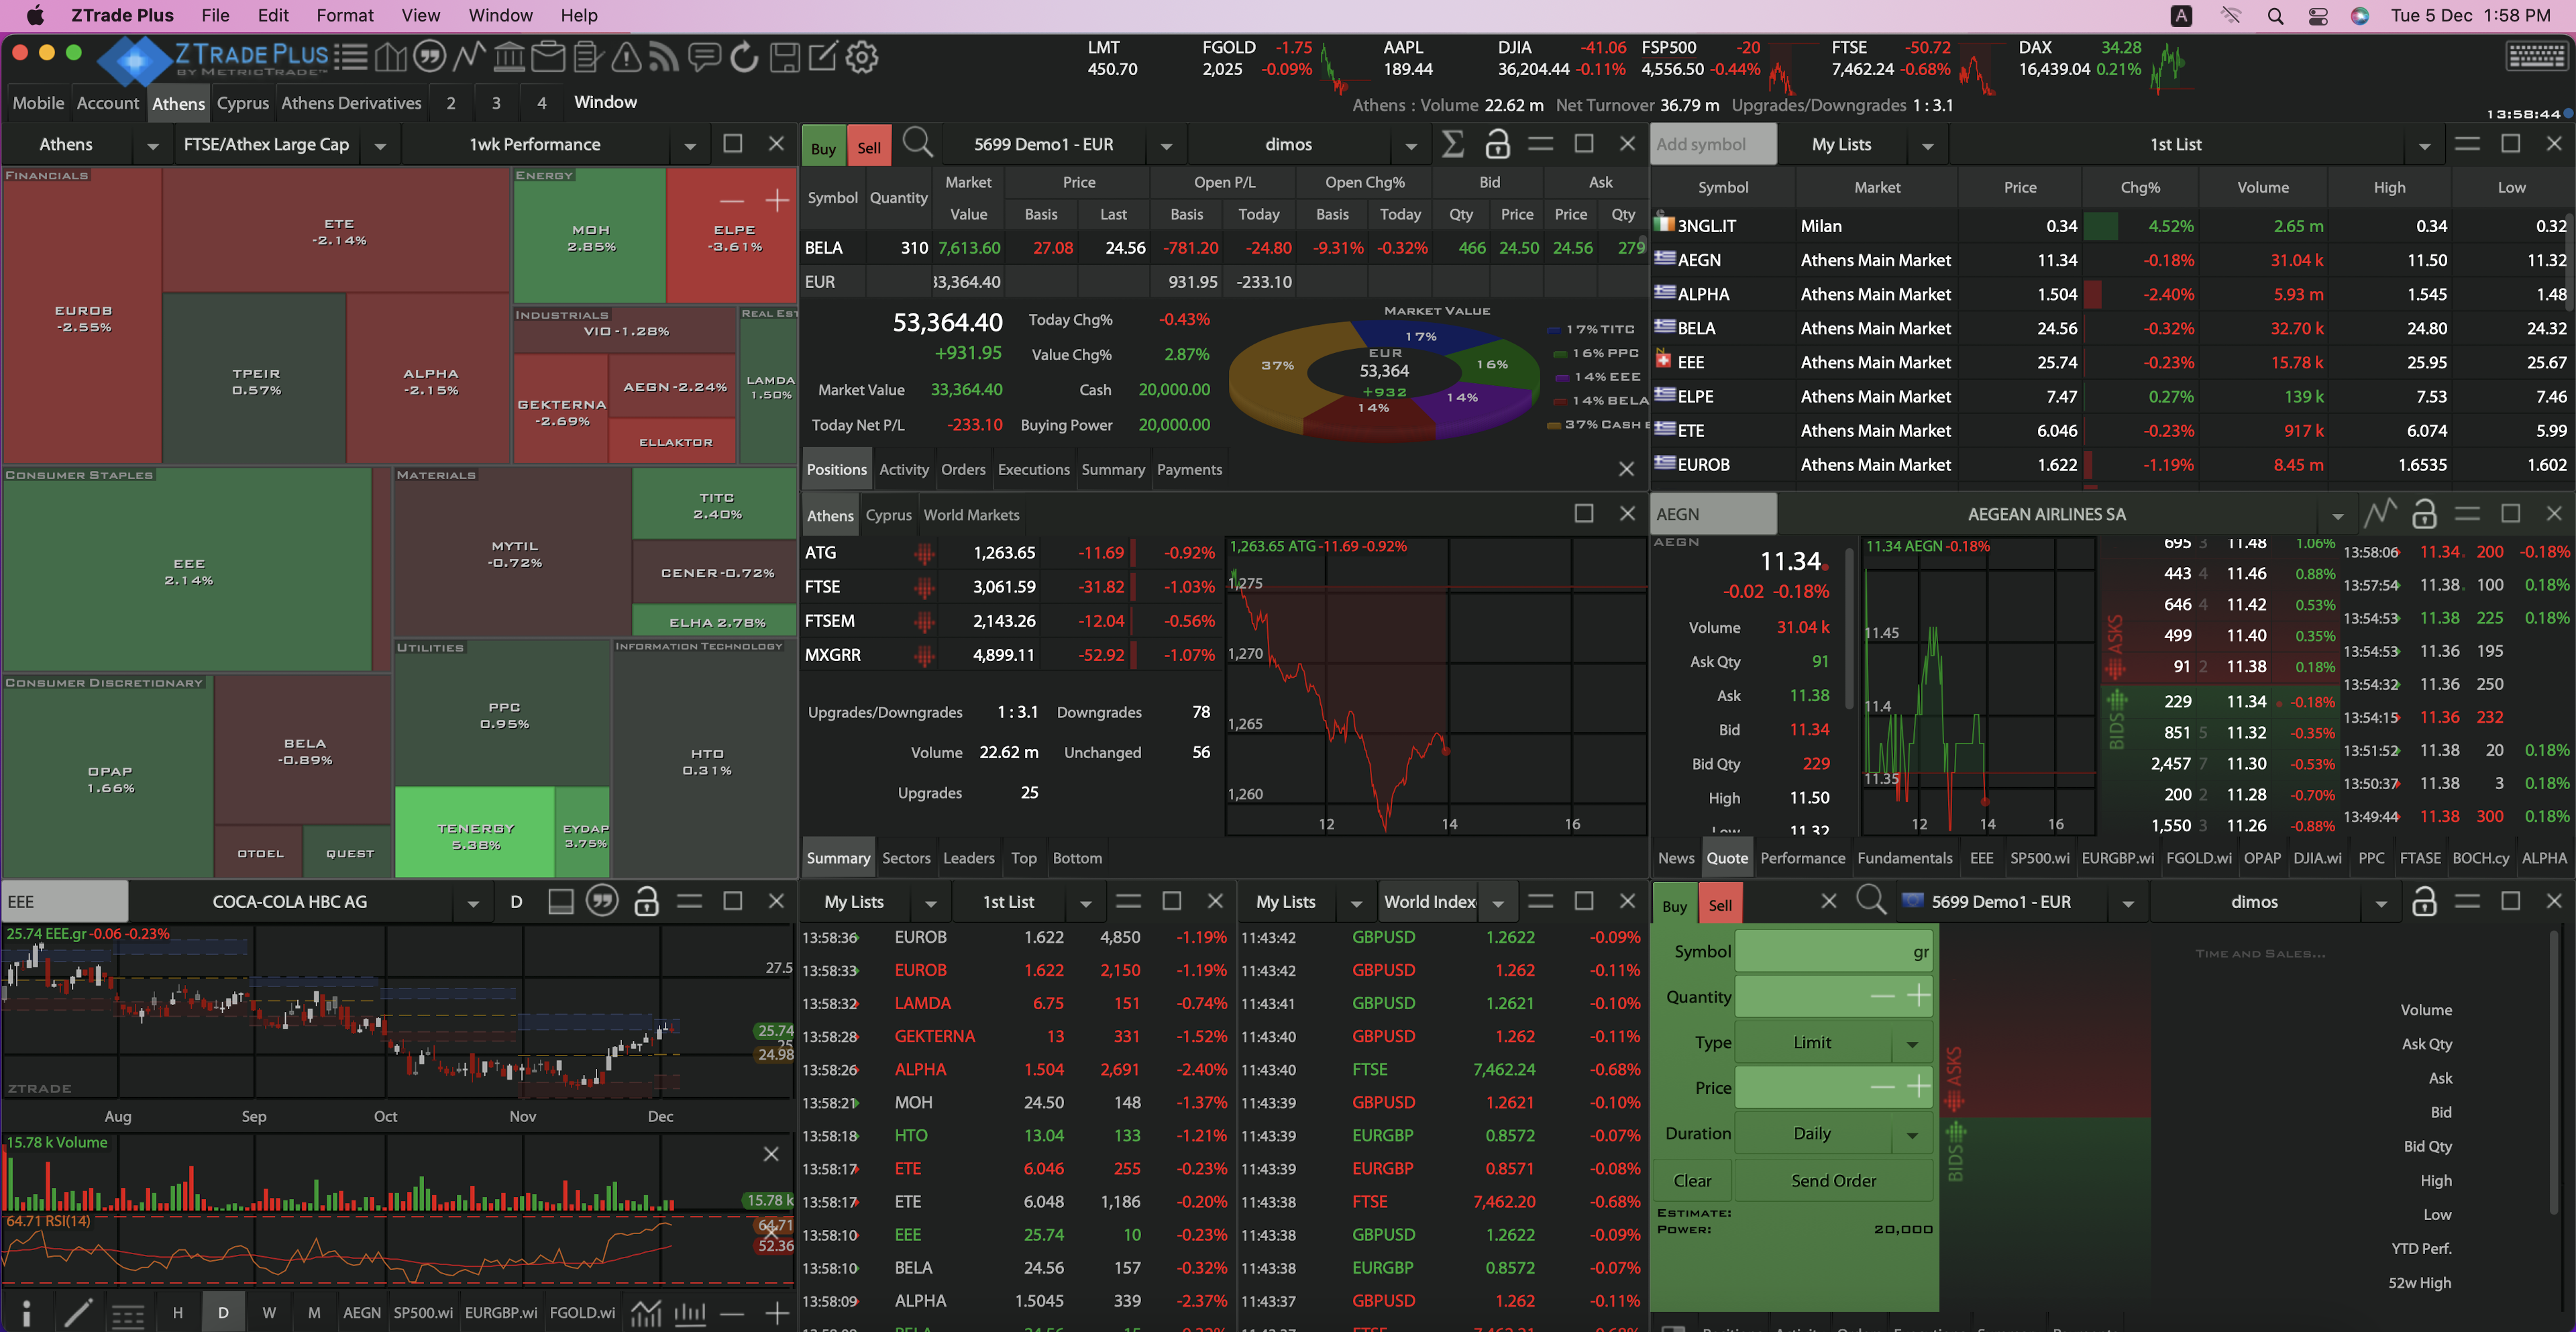 ZTrade Plus File Edit Format View Window Help
A Tue 5 Dec 1:58 PM
Z TRADE PLUS
BY METRICTRADE™
LMT 450.70
FGOLD -1.75 2,025 -0.09%
AAPL 189.44
DJIA -41.06 36,204.44 -0.11%
FSP500 -20 4,556.50 -0.44%
FTSE -50.72 7,462.24 -0.68%
DAX 34.28 16,439.04 0.21%
Mobile Account Athens Cyprus Athens Derivatives 2 3 4 Window
Athens : Volume 22.62 m Net Turnover 36.79 m Upgrades/Downgrades 1 : 3.1
13:58:44
Athens FTSE/Athex Large Cap 1wk Performance
FINANCIALS
EUROB -2.55%
ETE -2.14%
TPEIR 0.57%
ALPHA -2.15%
ENERGY
MOH 2.85%
ELPE -3.61%
INDUSTRIALS
VIO -1.28%
GEKTERNA -2.69%
AEGN -2.24%
ELLAKTOR
REAL EST
LAMDA 1.50%
CONSUMER STAPLES
EEE 2.14%
MATERIALS
MYTIL -0.72%
TITC 2.40%
CENER -0.72%
ELHA 2.78%
CONSUMER DISCRETIONARY
OPAP 1.66%
BELA -0.89%
OTOEL
QUEST
UTILITIES
PPC 0.95%
TENERGY 5.38%
EYDAP 3.75%
INFORMATION TECHNOLOGY
HTO 0.31%
Buy Sell 5699 Demo1 - EUR dimos
Symbol Quantity Market Value Price Open P/L Open Chg% Bid Ask
Basis Last Basis Today Basis Today Qty Price Price Qty
BELA 310 7,613.60 27.08 24.56 -781.20 -24.80 -9.31% -0.32% 466 24.50 24.56 279
EUR 33,364.40 931.95 -233.10
53,364.40 Today Chg% -0.43%
+931.95 Value Chg% 2.87%
Market Value 33,364.40 Cash 20,000.00
Today Net P/L -233.10 Buying Power 20,000.00
MARKET VALUE
EUR
53,364
+932
17%
16%
14%
14%
37%
17% TITC
16% PPC
14% EEE
14% BELA
37% CASH E
Positions Activity Orders Executions Summary Payments
Add symbol My Lists 1st List
Symbol Market Price Chg% Volume High Low
3NGL.IT Milan 0.34 4.52% 2.65 m 0.34 0.32
AEGN Athens Main Market 11.34 -0.18% 31.04 k 11.50 11.32
ALPHA Athens Main Market 1.504 -2.40% 5.93 m 1.545 1.48
BELA Athens Main Market 24.56 -0.32% 32.70 k 24.80 24.32
EEE Athens Main Market 25.74 -0.23% 15.78 k 25.95 25.67
ELPE Athens Main Market 7.47 0.27% 139 k 7.53 7.46
ETE Athens Main Market 6.046 -0.23% 917 k 6.074 5.99
EUROB Athens Main Market 1.622 -1.19% 8.45 m 1.6535 1.602
Athens Cyprus World Markets
ATG 1,263.65 -11.69 -0.92%
FTSE 3,061.59 -31.82 -1.03%
FTSEM 2,143.26 -12.04 -0.56%
MXGRR 4,899.11 -52.92 -1.07%
Upgrades/Downgrades 1 : 3.1 Downgrades 78
Volume 22.62 m Unchanged 56
Upgrades 25
1,263.65 ATG -11.69 -0.92%
1,275
1,270
1,265
1,260
12 14 16
Summary Sectors Leaders Top Bottom
AEGN AEGEAN AIRLINES SA
AEGN
11.34
-0.02 -0.18%
Volume 31.04 k
Ask Qty 91
Ask 11.38
Bid 11.34
Bid Qty 229
High 11.50
Low 11.32
11.34 AEGN -0.18%
11.45
11.4
11.35
12 14 16
ASKS
BIDS
695 3 11.48 1.06%
443 4 11.46 0.88%
646 4 11.42 0.53%
499 11.40 0.35%
91 2 11.38 0.18%
229 11.34 -0.18%
851 5 11.32 -0.35%
2,457 7 11.30 -0.53%
200 2 11.28 -0.70%
1,550 3 11.26 -0.88%
13:58:06 11.34 200 -0.18%
13:57:54 11.38 100 0.18%
13:54:53 11.38 225 0.18%
13:54:53 11.36 195
13:54:32 11.36 250
13:54:15 11.36 232
13:51:52 11.38 20 0.18%
13:50:37 11.38 3 0.18%
13:49:44 11.38 300 0.18%
News Quote Performance Fundamentals EEE SP500.wi EURGBP.wi FGOLD.wi OPAP DJIA.wi PPC FTASE BOCH.cy ALPHA
EEE COCA-COLA HBC AG D
25.74 EEE.gr -0.06 -0.23%
27.5
25.74
25
24.98
ZTRADE
Aug Sep Oct Nov Dec
15.78 k Volume
15.78 k
64.71 RSI(14)
64.71
52.36
H D W M AEGN SP500.wi EURGBP.wi FGOLD.wi
My Lists 1st List
13:58:36 EUROB 1.622 4,850 -1.19%
13:58:33 EUROB 1.622 2,150 -1.19%
13:58:32 LAMDA 6.75 151 -0.74%
13:58:28 GEKTERNA 13 331 -1.52%
13:58:26 ALPHA 1.504 2,691 -2.40%
13:58:21 MOH 24.50 148 -1.37%
13:58:18 HTO 13.04 133 -1.21%
13:58:17 ETE 6.046 255 -0.23%
13:58:17 ETE 6.048 1,186 -0.20%
13:58:10 EEE 25.74 10 -0.23%
13:58:10 BELA 24.56 157 -0.32%
13:58:09 ALPHA 1.5045 339 -2.37%
My Lists World Index
11:43:42 GBPUSD 1.2622 -0.09%
11:43:42 GBPUSD 1.262 -0.11%
11:43:41 GBPUSD 1.2621 -0.10%
11:43:40 GBPUSD 1.262 -0.11%
11:43:40 FTSE 7,462.24 -0.68%
11:43:39 GBPUSD 1.2621 -0.10%
11:43:39 EURGBP 0.8572 -0.07%
11:43:39 EURGBP 0.8571 -0.08%
11:43:38 FTSE 7,462.20 -0.68%
11:43:38 GBPUSD 1.2622 -0.09%
11:43:38 EURGBP 0.8572 -0.07%
11:43:37 GBPUSD 1.262 -0.11%
Buy Sell 5699 Demo1 - EUR dimos
Symbol gr
Quantity
Type Limit
Price
Duration Daily
Clear Send Order
ESTIMATE:
POWER: 20,000
ASKS
BIDS
TIME AND SALES...
Volume
Ask Qty
Ask
Bid
Bid Qty
High
Low
YTD Perf.
52w High